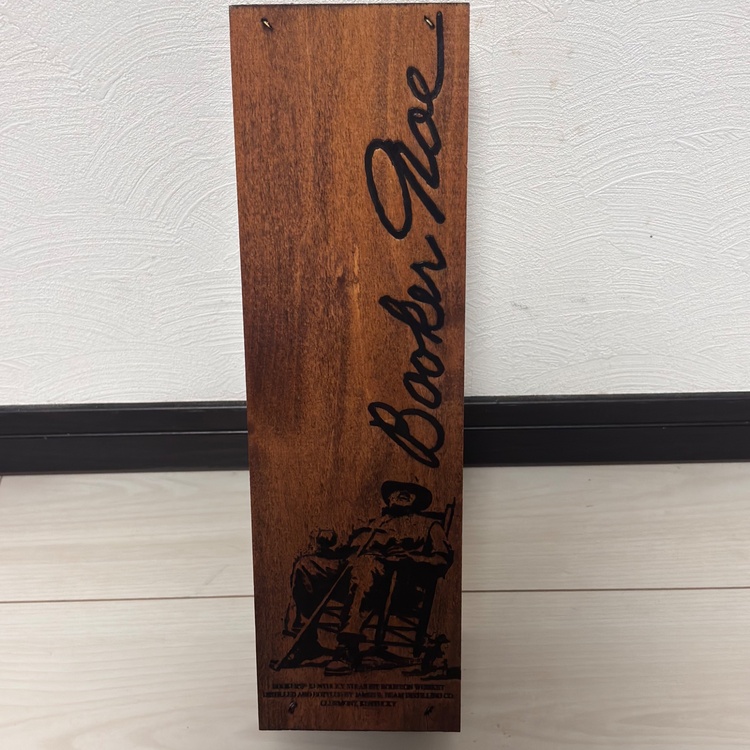 Booker Noe
BOOKER'S® KENTUCKY STRAIGHT BOURBON WHISKEY
DISTILLED AND BOTTLED BY JAMES B. BEAM DISTILLING CO.
CLERMONT, KENTUCKY